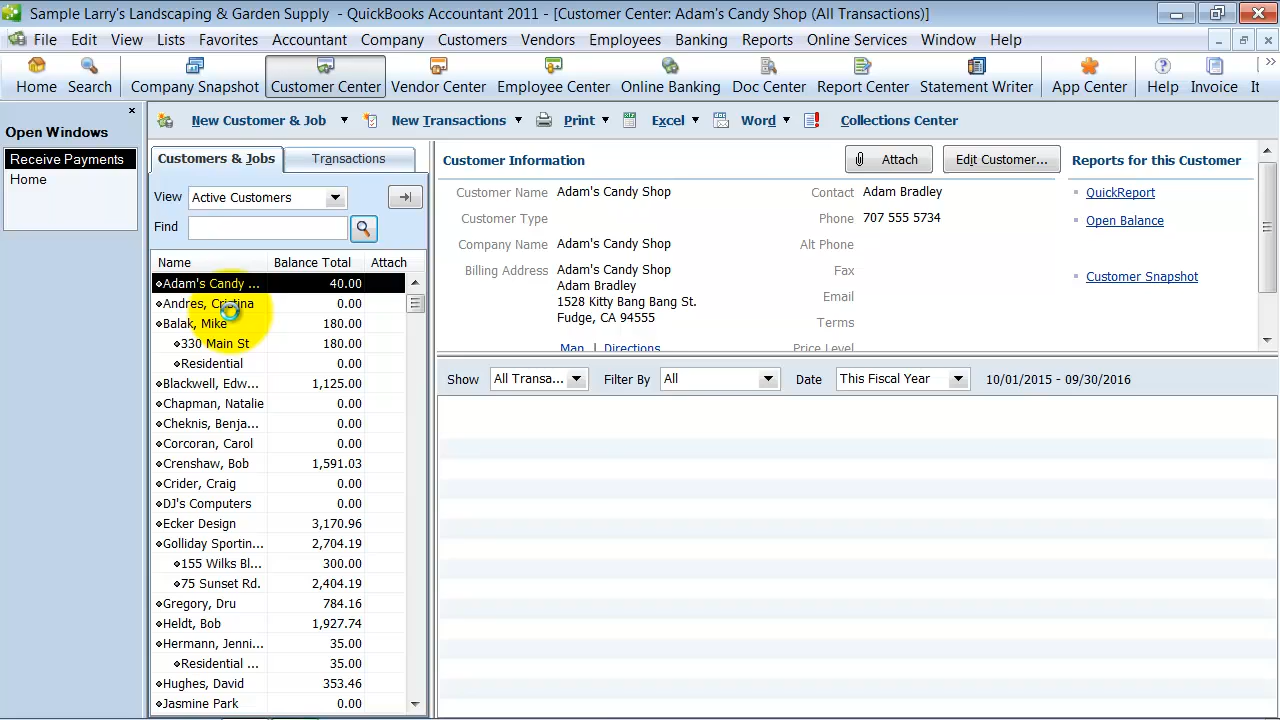 Sample Larry's Landscaping & Garden Supply - QuickBooks Accountant 2011 - [Customer Center: Adam's Candy Shop (All Transactions)]
File Edit View Lists Favorites Accountant Company Customers Vendors Employees Banking Reports Online Services Window Help
Home Search Company Snapshot Customer Center Vendor Center Employee Center Online Banking Doc Center Report Center Statement Writer App Center Help Invoice It
Open Windows
Receive Payments
Home
New Customer & Job New Transactions Print Excel Word Collections Center
Customers & Jobs Transactions
View Active Customers
Find
Name Balance Total Attach
Adam's Candy ... 40.00
Andres, Cristina 0.00
Balak, Mike 180.00
330 Main St 180.00
Residential 0.00
Blackwell, Edw... 1,125.00
Chapman, Natalie 0.00
Cheknis, Benja... 0.00
Corcoran, Carol 0.00
Crenshaw, Bob 1,591.03
Crider, Craig 0.00
DJ's Computers 0.00
Ecker Design 3,170.96
Golliday Sportin... 2,704.19
155 Wilks Bl... 300.00
75 Sunset Rd. 2,404.19
Gregory, Dru 784.16
Heldt, Bob 1,927.74
Hermann, Jenni... 35.00
Residential ... 35.00
Hughes, David 353.46
Jasmine Park 0.00
Customer Information Attach Edit Customer... Reports for this Customer
Customer Name Adam's Candy Shop Contact Adam Bradley QuickReport
Customer Type Phone 707 555 5734 Open Balance
Company Name Adam's Candy Shop Alt Phone
Billing Address Adam's Candy Shop Fax Customer Snapshot
Adam Bradley
1528 Kitty Bang Bang St. Email
Fudge, CA 94555 Terms
Map | Directions Price Level
Show All Transa... Filter By All Date This Fiscal Year 10/01/2015 - 09/30/2016